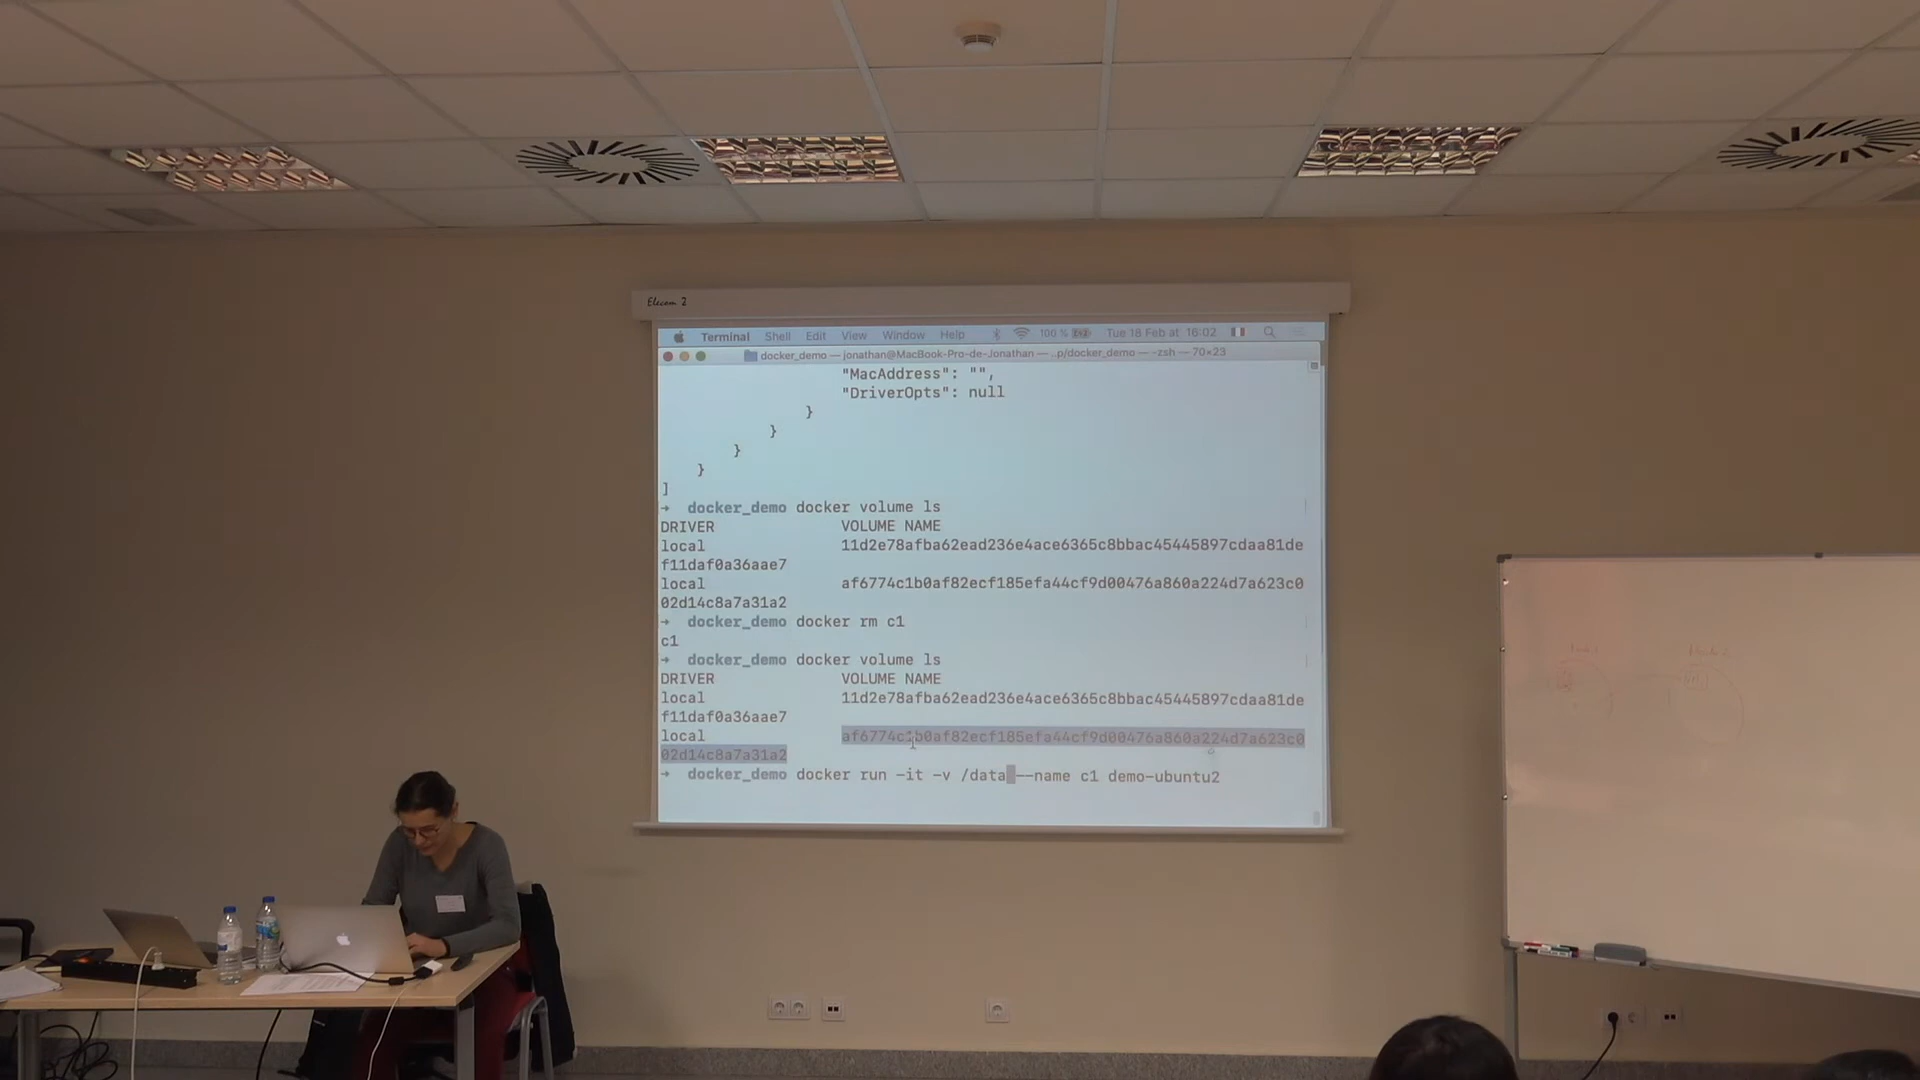 Elecam 2
Terminal Shell Edit View Window Help 100 % Tue 18 Feb at 16:02
docker_demo — jonathan@MacBook-Pro-de-Jonathan — ..p/docker_demo — -zsh — 70×23
"MacAddress": "",
"DriverOpts": null
}
}
}
}
]
→ docker_demo docker volume ls
DRIVER VOLUME NAME
local 11d2e78afba62ead236e4ace6365c8bbac45445897cdaa81de
f11daf0a36aae7
local af6774c1b0af82ecf185efa44cf9d00476a860a224d7a623c0
02d14c8a7a31a2
→ docker_demo docker rm c1
c1
→ docker_demo docker volume ls
DRIVER VOLUME NAME
local 11d2e78afba62ead236e4ace6365c8bbac45445897cdaa81de
f11daf0a36aae7
local af6774c1b0af82ecf185efa44cf9d00476a860a224d7a623c0
02d14c8a7a31a2
→ docker_demo docker run -it -v /data --name c1 demo-ubuntu2